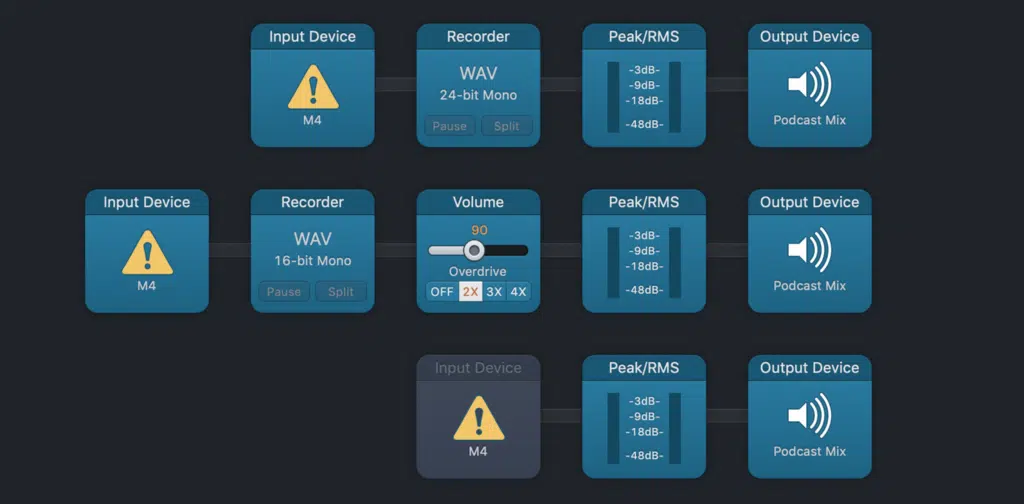 Input Device
M4
Recorder
WAV
24-bit Mono
Pause Split
Peak/RMS
-3dB-
-9dB-
-18dB-
-48dB-
Output Device
Podcast Mix
Input Device
M4
Recorder
WAV
16-bit Mono
Pause Split
Volume
90
Overdrive
OFF 2X 3X 4X
Peak/RMS
-3dB-
-9dB-
-18dB-
-48dB-
Output Device
Podcast Mix
Input Device
M4
Peak/RMS
-3dB-
-9dB-
-18dB-
-48dB-
Output Device
Podcast Mix